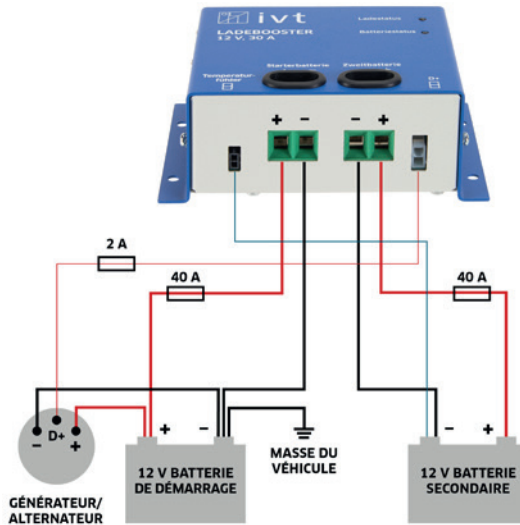 ivt
LADEBOOSTER
12 V, 30 A
Ladestatus
Batteriestatus
Starterbatterie
Zweitbatterie
Temperatur-
fühler
D+
+ −
− +
2 A
40 A
40 A
D+
− +
+ −
− +
MASSE DU
VÉHICULE
12 V BATTERIE
DE DÉMARRAGE
12 V BATTERIE
SECONDAIRE
GÉNÉRATEUR/
ALTERNATEUR